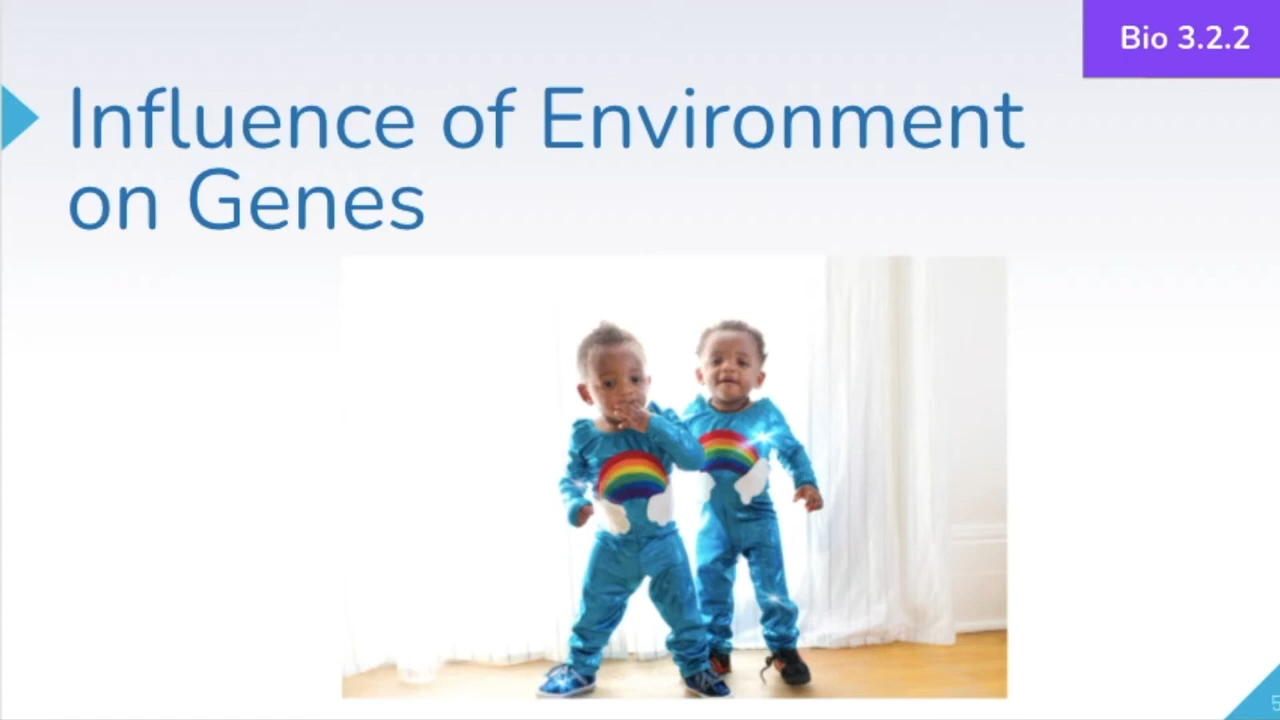 Bio 3.2.2
Influence of Environment
on Genes